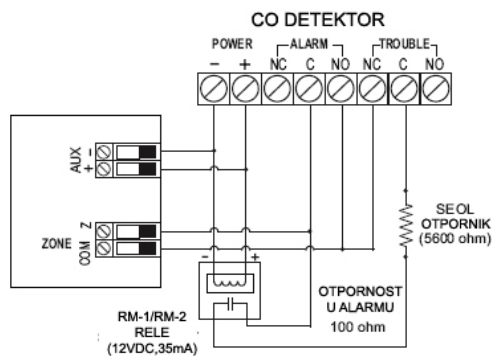 CO DETEKTOR
POWER ALARM TROUBLE
- + NC C NO NC C NO
AUX - +
ZONE COM Z
- +
SEOL
OTPORNIK
(5600 ohm)
OTPORNOST
U ALARMU
100 ohm
RM-1/RM-2
RELE
(12VDC,35mA)